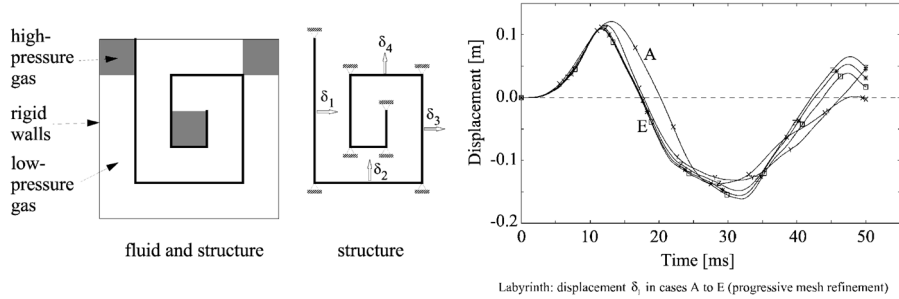 high-
pressure
gas
rigid
walls
low-
pressure
gas
fluid and structure
δ4
δ1
δ3
δ2
structure
Displacement [m]
0.1
0.0
-0.1
-0.2
A
E
0 10 20 30 40 50 60
Time [ms]
Labyrinth: displacement δ1 in cases A to E (progressive mesh refinement)